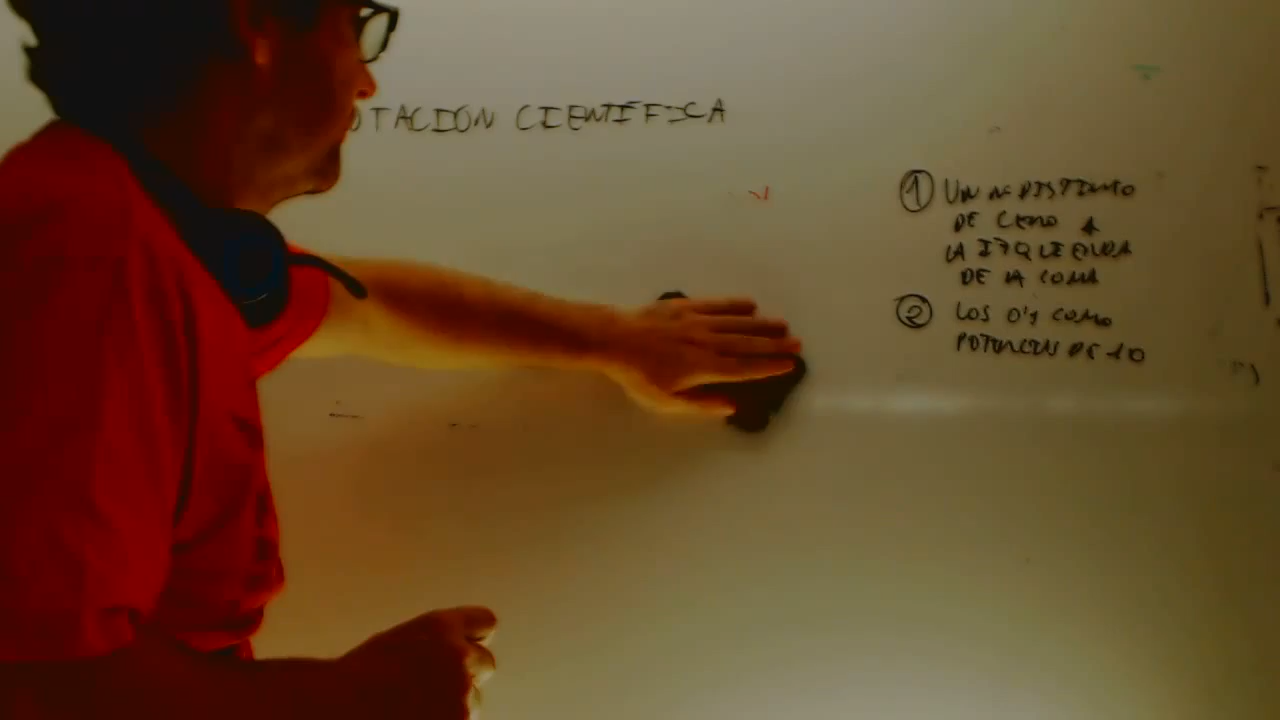 OTACION CIENTIFICA
① UN Nº DISTINTO
DE CERO A
LA IZQUIERDA
DE LA COMA
② LOS 0's COMO
POTENCIAS DE 10